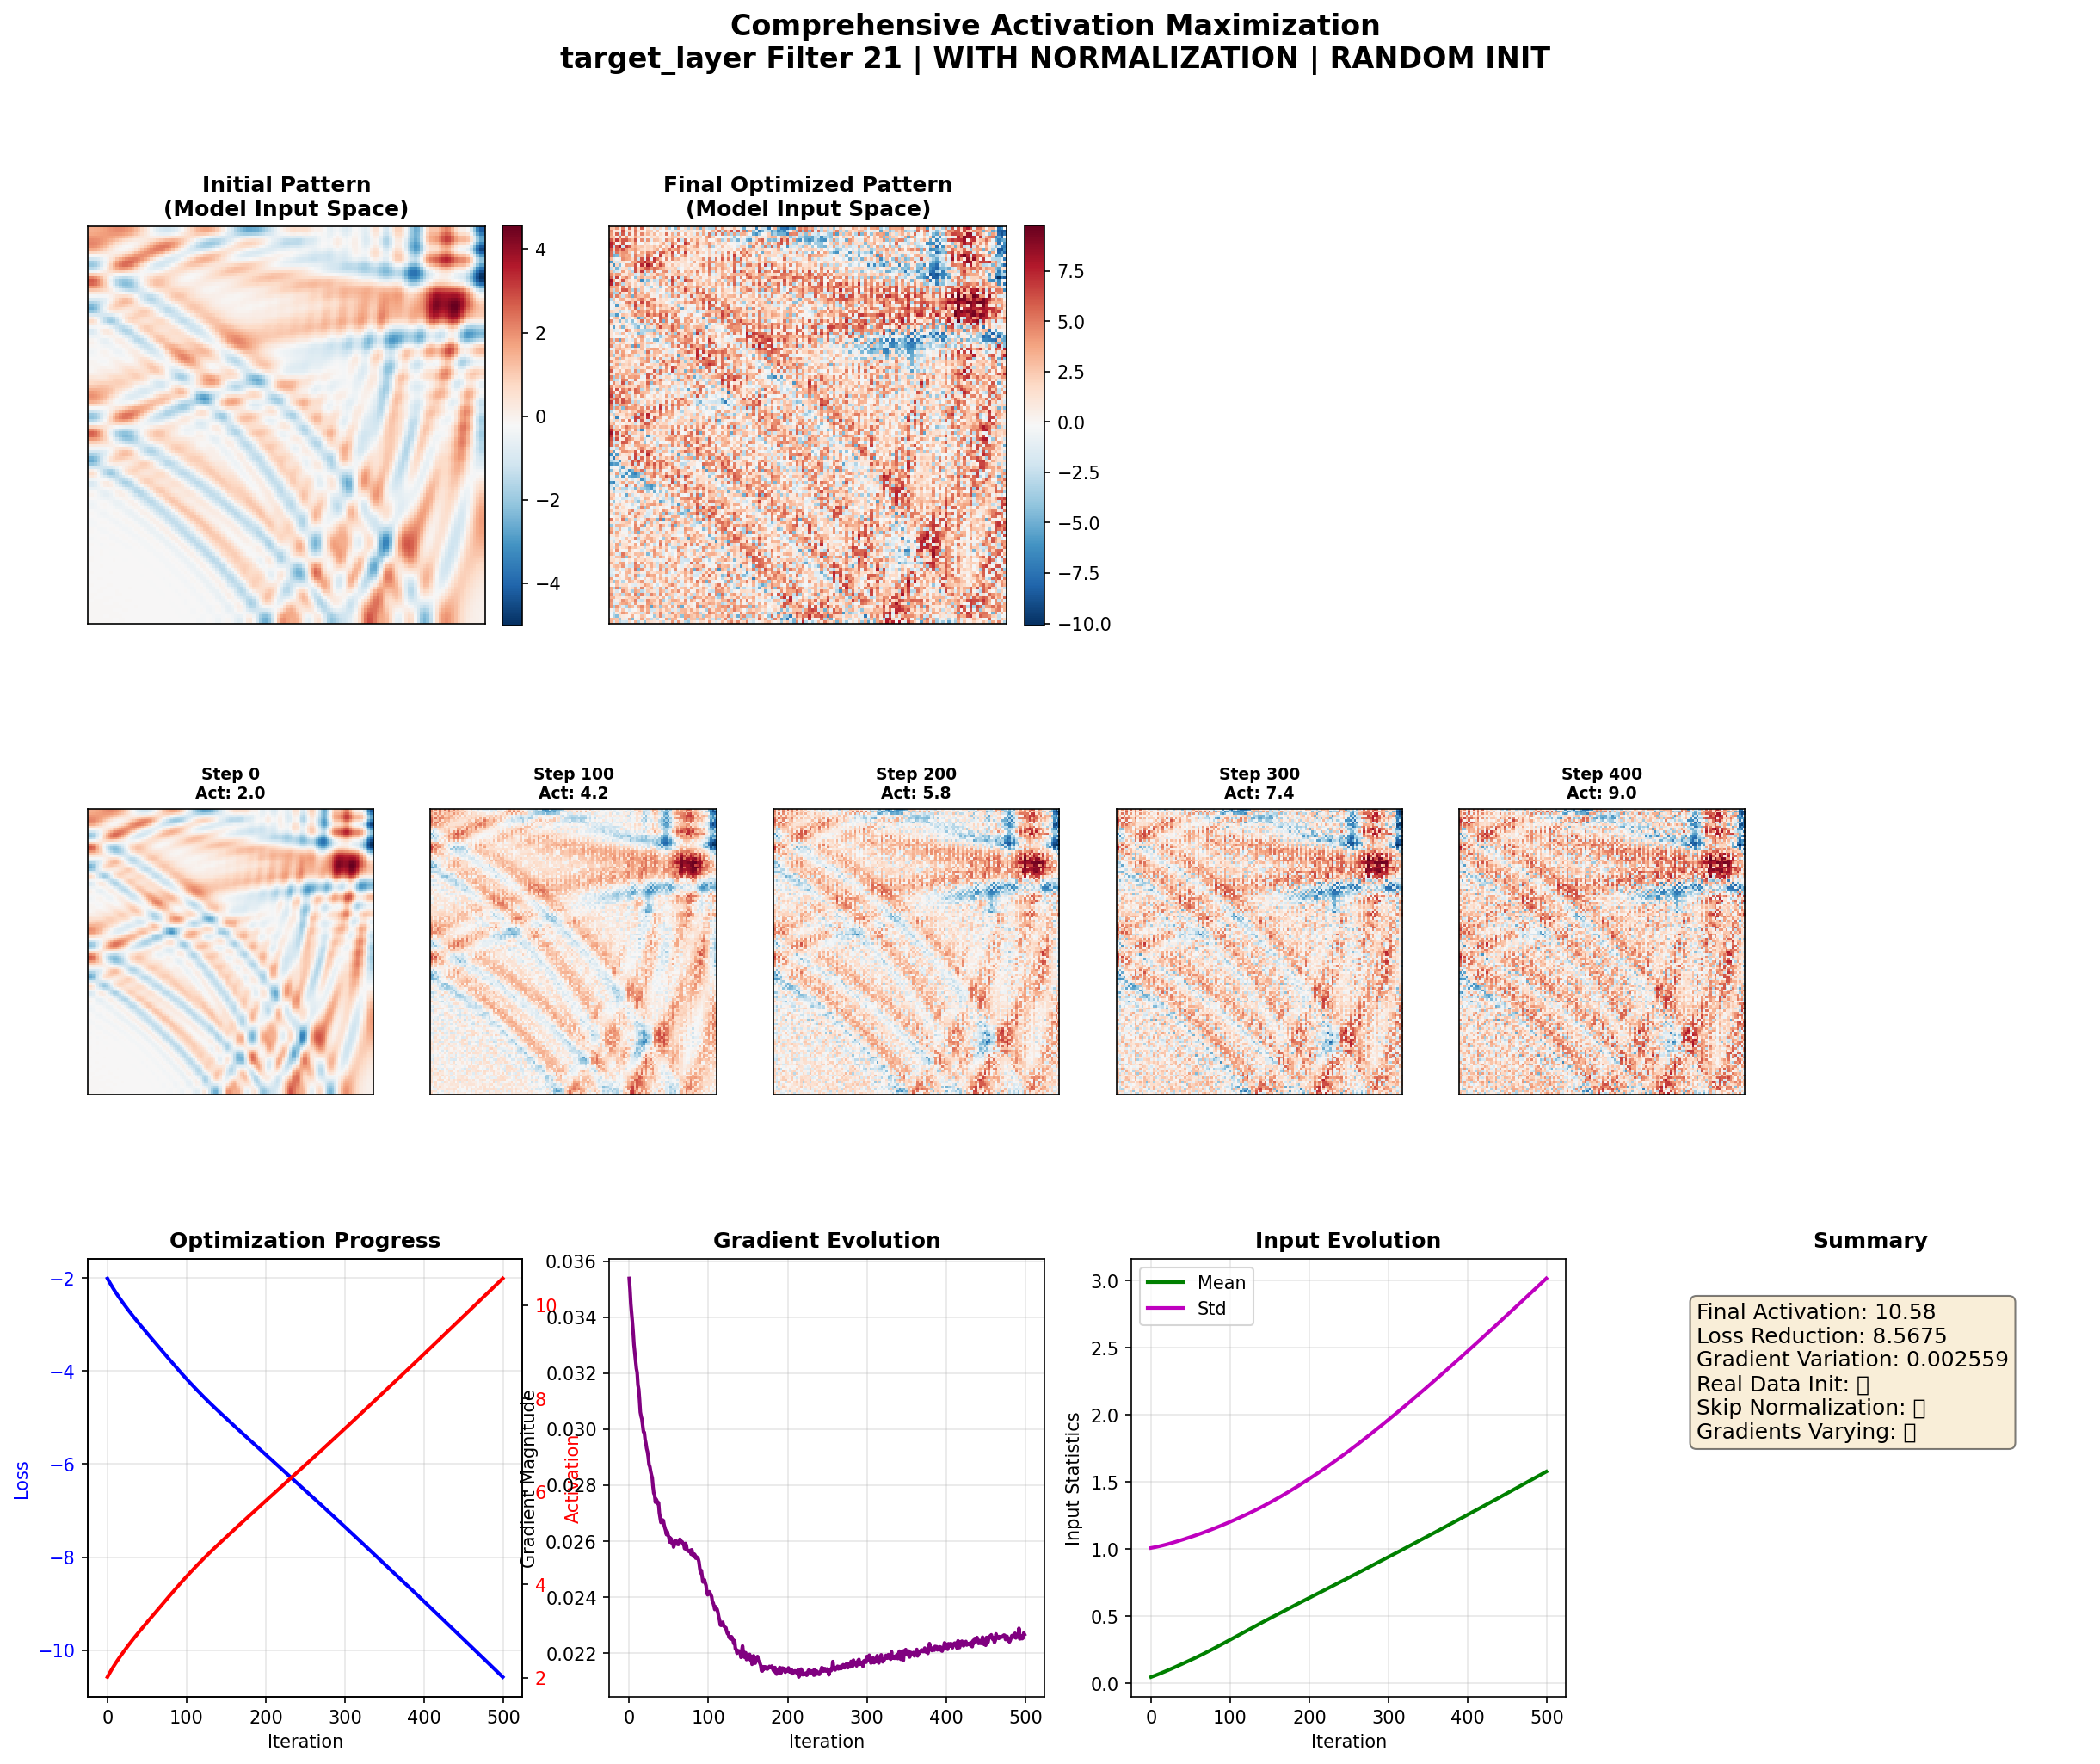 Comprehensive Activation Maximization
target_layer Filter 21 | WITH NORMALIZATION | RANDOM INIT
Initial Pattern
(Model Input Space)
4
2
0
−2
−4
Final Optimized Pattern
(Model Input Space)
7.5
5.0
2.5
0.0
−2.5
−5.0
−7.5
−10.0
Step 0
Act: 2.0
Step 100
Act: 4.2
Step 200
Act: 5.8
Step 300
Act: 7.4
Step 400
Act: 9.0
Optimization Progress
Loss
−2
−4
−6
−8
−10
0 100 200 300 400 500
Iteration
10
8
6
4
2
Activation
Gradient Evolution
Gradient Magnitude
0.036
0.034
0.032
0.030
0.028
0.026
0.024
0.022
0 100 200 300 400 500
Iteration
Input Evolution
Mean
Std
Input Statistics
3.0
2.5
2.0
1.5
1.0
0.5
0.0
0 100 200 300 400 500
Iteration
Summary
Final Activation: 10.58
Loss Reduction: 8.5675
Gradient Variation: 0.002559
Real Data Init: 
Skip Normalization: 
Gradients Varying: